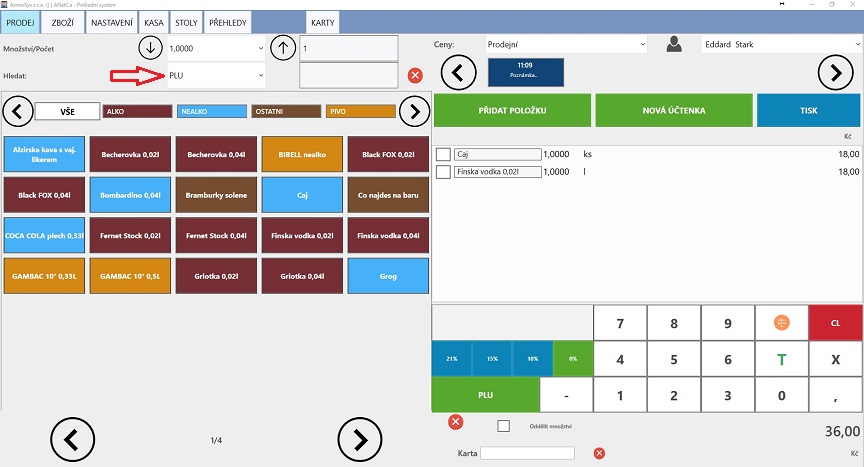 ArrowSys s.r.o. () | ANetCa - Pokladní systém
PRODEJ ZBOŽÍ NASTAVENÍ KASA STOLY PŘEHLEDY KARTY
Množství/Počet 1,0000 1
Hledat: PLU
Ceny: Prodejní Eddard Stark
11:09
Poznámka..
VŠE ALKO NEALKO OSTATNI PIVO
PŘIDAT POLOŽKU NOVÁ ÚČTENKA TISK
Kč
Alzirska kava s vaj.
likerem
Becherovka 0,02l Becherovka 0,04l BIRELL nealko Black FOX 0,02l
Black FOX 0,04l Bombardino 0,04l Bramburky solene Caj Co najdes na baru
COCA COLA plech 0,33l Fernet Stock 0,02l Fernet Stock 0,04l Finska vodka 0,02l Finska vodka 0,04l
GAMBAC 10° 0,33L GAMBAC 10° 0,5L Griotka 0,02l Griotka 0,04l Grog
Caj 1,0000 ks 18,00
Finska vodka 0,02l 1,0000 l 18,00
7 8 9 CL
21% 15% 10% 0% 4 5 6 T X
PLU - 1 2 3 0 ,
1/4
Oddělit množství
36,00
Karta
Kč